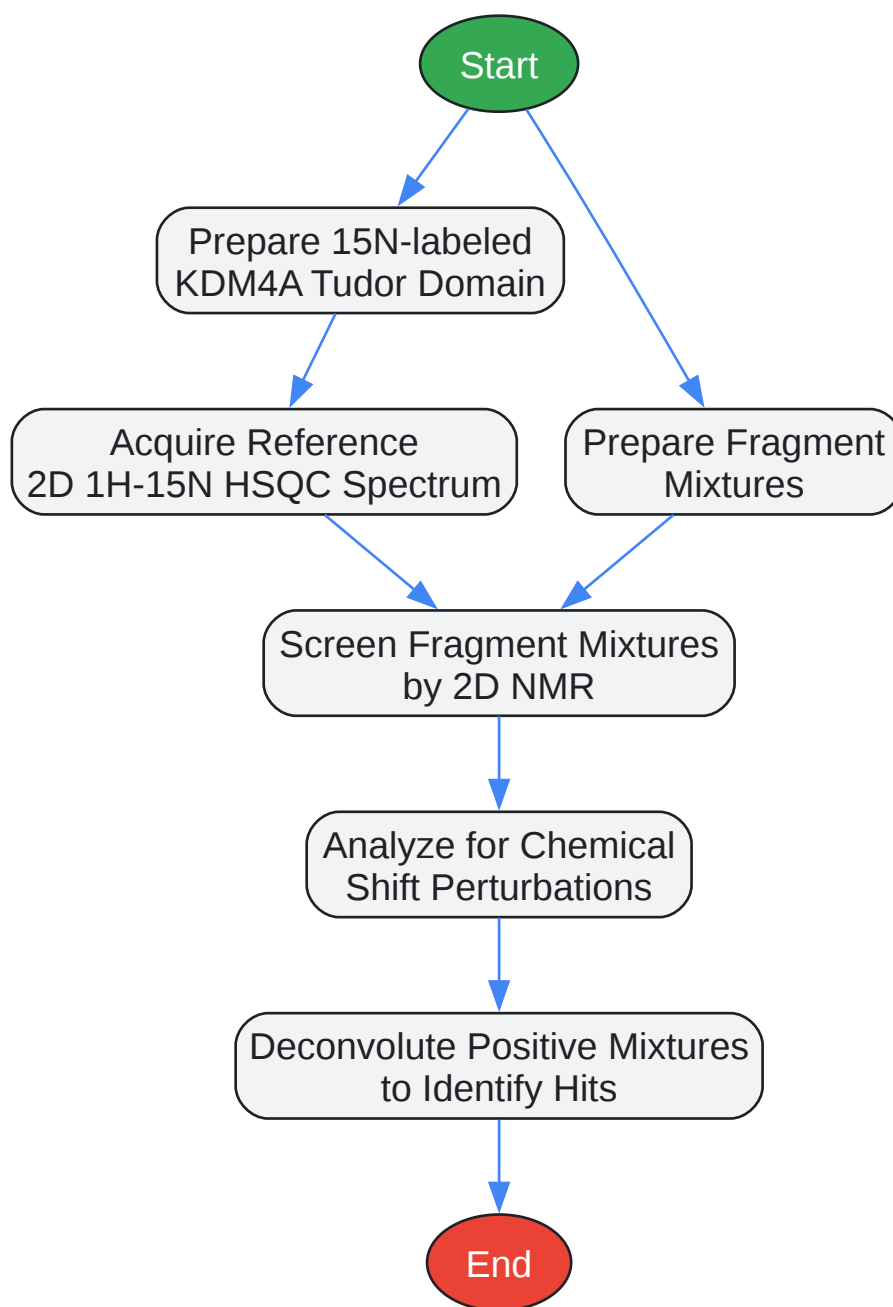 Start
Prepare 15N-labeled
KDM4A Tudor Domain
Acquire Reference
2D 1H-15N HSQC Spectrum
Prepare Fragment
Mixtures
Screen Fragment Mixtures
by 2D NMR
Analyze for Chemical
Shift Perturbations
Deconvolute Positive Mixtures
to Identify Hits
End